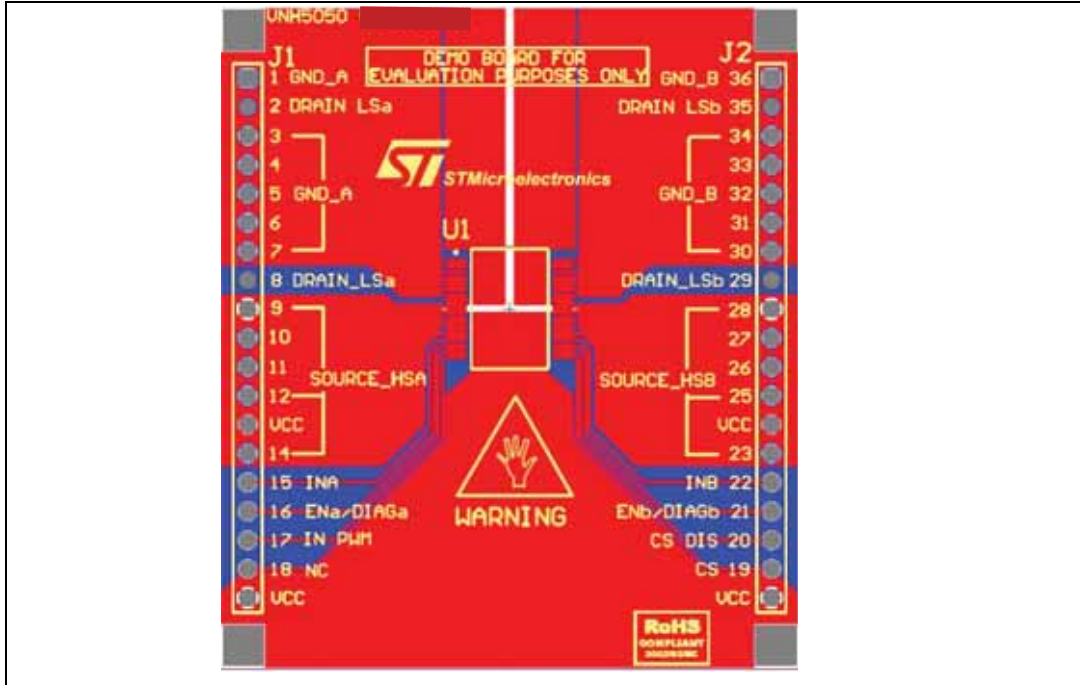 VNH5050
J1
DEMO BOARD FOR
EVALUATION PURPOSES ONLY
J2
1 GND_A
GND_B 36
2 DRAIN LSa
DRAIN LSb 35
3
34
4
33
ST
STMicroelectronics
5 GND_A
GND_B 32
6
31
U1
7
30
8 DRAIN_LSa
DRAIN_LSb 29
9
28
10
27
11
26
SOURCE_HSA
SOURCE_HSB
12
25
VCC
VCC
14
23
15 INA
INB 22
16 ENa/DIAGa
ENb/DIAGb 21
WARNING
17 IN PWM
CS DIS 20
18 NC
CS 19
VCC
VCC
RoHS
COMPLIANT